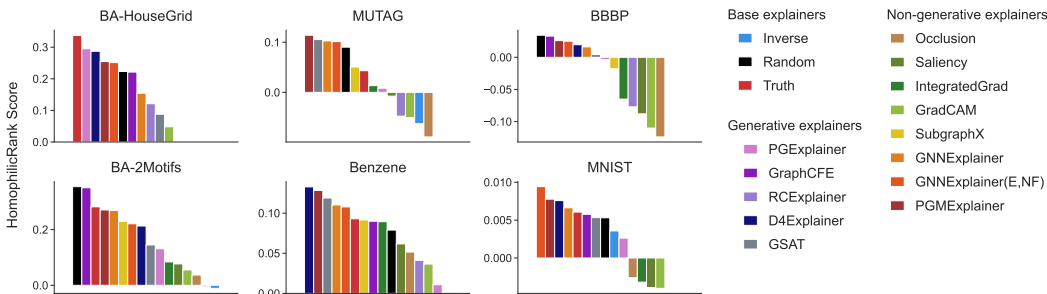 BA-HouseGrid
MUTAG
BBBP
Base explainers
Inverse
Random
Truth
Generative explainers
PGExplainer
GraphCFE
RCExplainer
D4Explainer
GSAT
Non-generative explainers
Occlusion
Saliency
IntegratedGrad
GradCAM
SubgraphX
GNNExplainer
GNNExplainer(E,NF)
PGMExplainer
HomophilicRank Score
0.3
0.2
0.1
0.0
0.1
0.0
0.00
−0.05
−0.10
BA-2Motifs
Benzene
MNIST
0.2
0.0
0.10
0.05
0.00
0.010
0.005
0.000